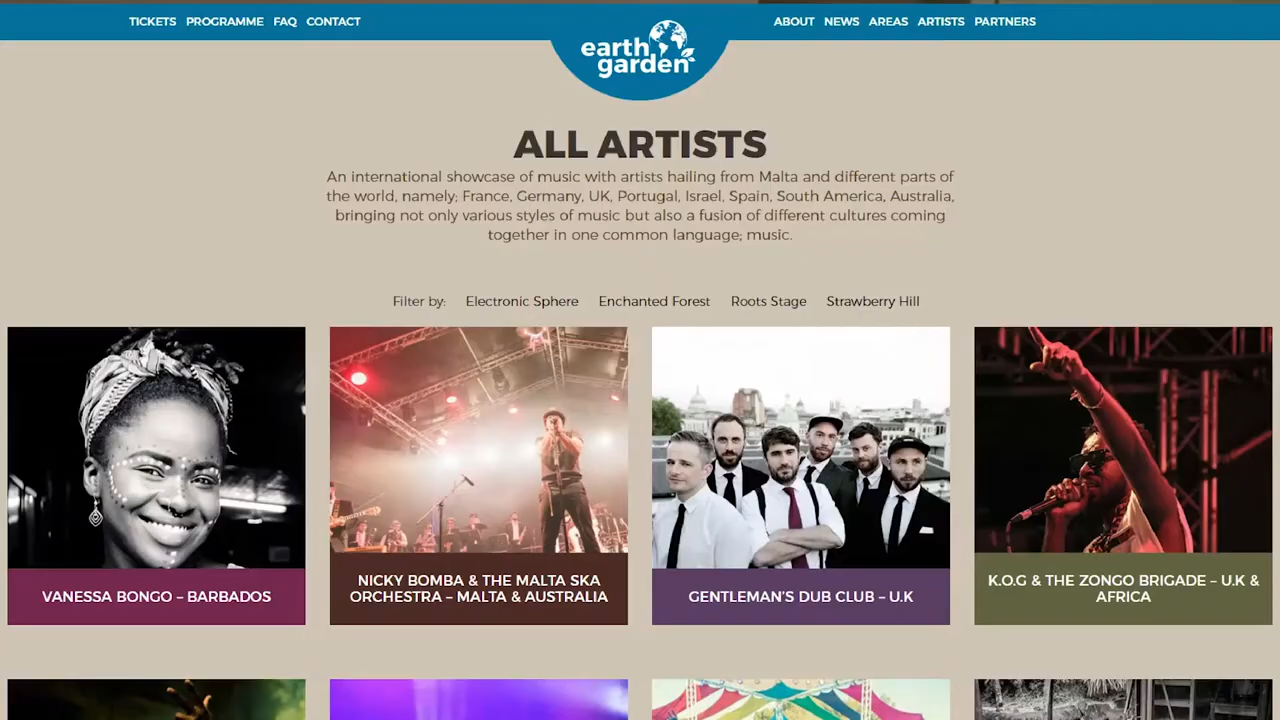 TICKETS PROGRAMME FAQ CONTACT
ABOUT NEWS AREAS ARTISTS PARTNERS
earth
garden
ALL ARTISTS
An international showcase of music with artists hailing from Malta and different parts of
the world, namely; France, Germany, UK, Portugal, Israel, Spain, South America, Australia,
bringing not only various styles of music but also a fusion of different cultures coming
together in one common language; music.
Filter by: Electronic Sphere Enchanted Forest Roots Stage Strawberry Hill
VANESSA BONGO – BARBADOS
NICKY BOMBA & THE MALTA SKA
ORCHESTRA – MALTA & AUSTRALIA
GENTLEMAN'S DUB CLUB – U.K
K.O.G & THE ZONGO BRIGADE – U.K &
AFRICA